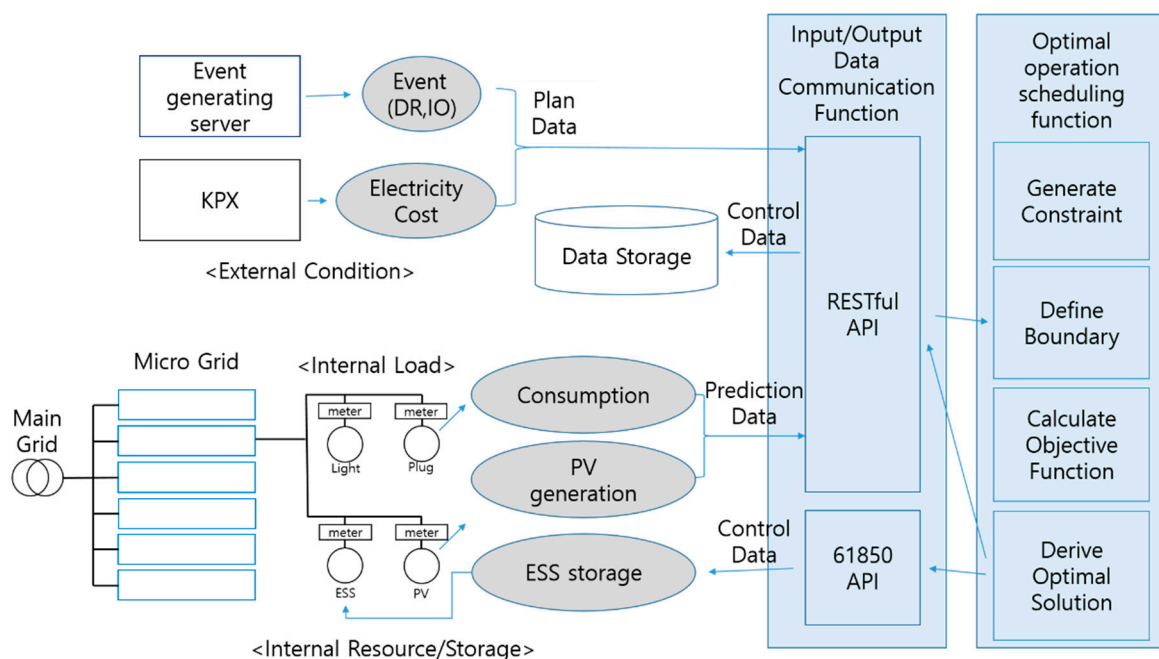 Event
generating
server
Event
(DR,IO)
Plan
Data
KPX
Electricity
Cost
<External Condition>
Data Storage
Control
Data
Input/Output
Data
Communication
Function
RESTful
API
61850
API
Optimal
operation
scheduling
function
Generate
Constraint
Define
Boundary
Calculate
Objective
Function
Derive
Optimal
Solution
Micro Grid
Main
Grid
<Internal Load>
meter
meter
Light
Plug
meter
meter
ESS
PV
<Internal Resource/Storage>
Consumption
PV
generation
Prediction
Data
ESS storage
Control
Data